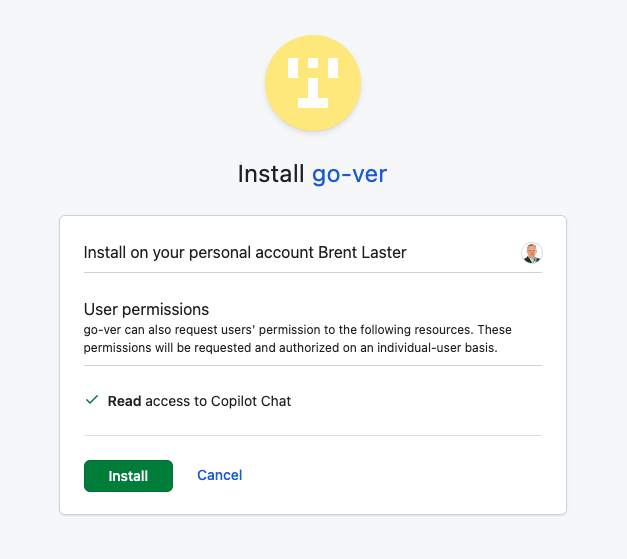 Install go-ver
Install on your personal account Brent Laster
User permissions
go-ver can also request users' permission to the following resources. These
permissions will be requested and authorized on an individual-user basis.
Read access to Copilot Chat
Install Cancel